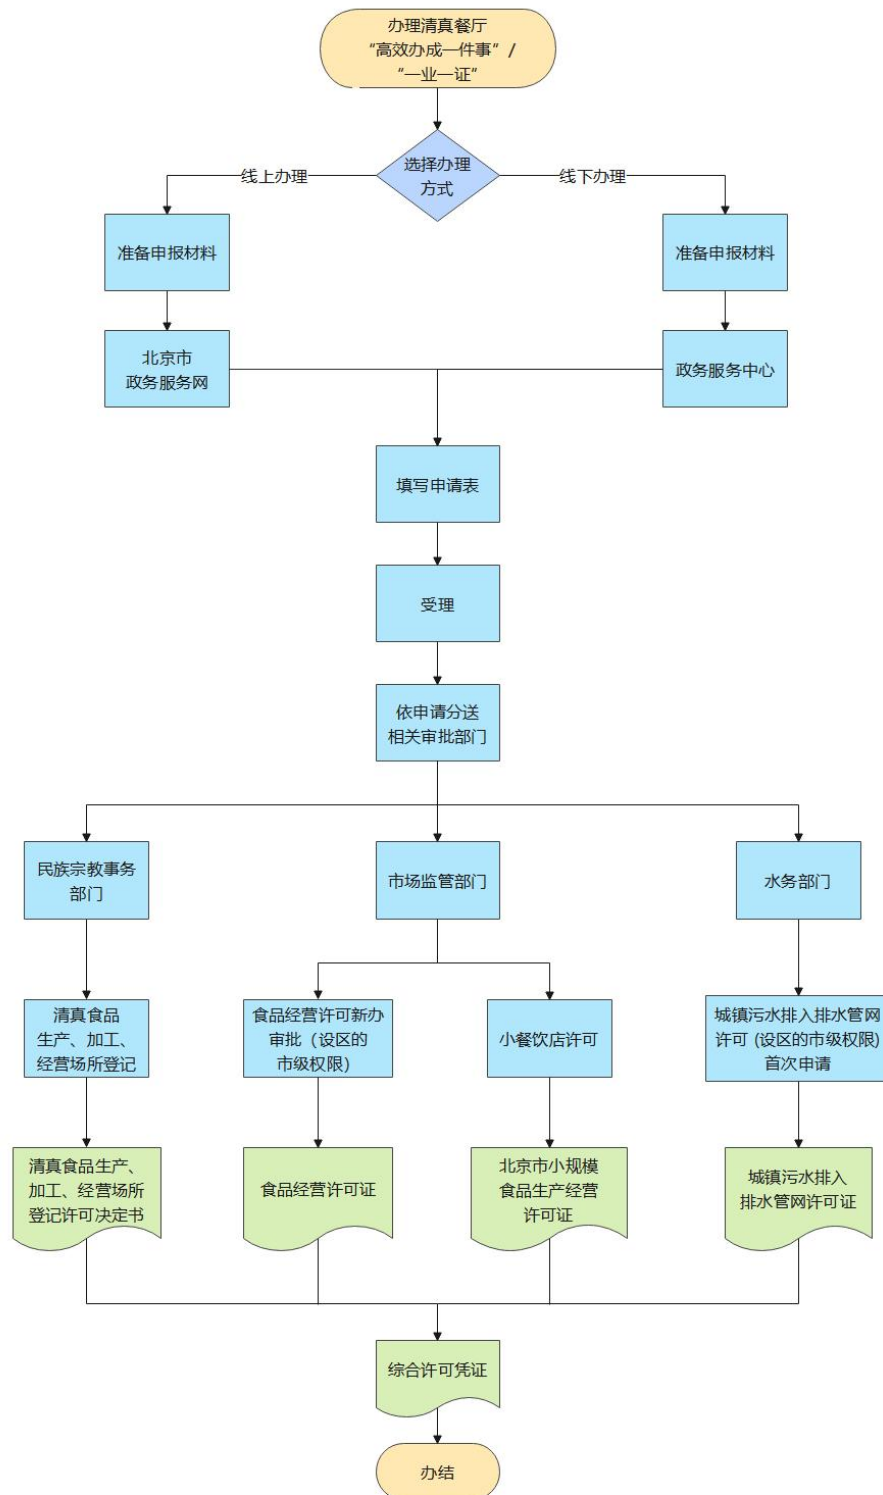 办理清真餐厅
“高效办成一件事” /
“一业一证”
选择办理
方式
线上办理
线下办理
准备申报材料
准备申报材料
北京市
政务服务网
政务服务中心
填写申请表
受理
依申请分送
相关审批部门
民族宗教事务
部门
市场监管部门
水务部门
清真食品
生产、加工、
经营场所登记
食品经营许可新办
审批（设区的
市级权限）
小餐饮店许可
城镇污水排入排水管网
许可 (设区的市级权限)
首次申请
清真食品生产、
加工、经营场所
登记许可决定书
食品经营许可证
北京市小规模
食品生产经营
许可证
城镇污水排入
排水管网许可证
综合许可凭证
办结